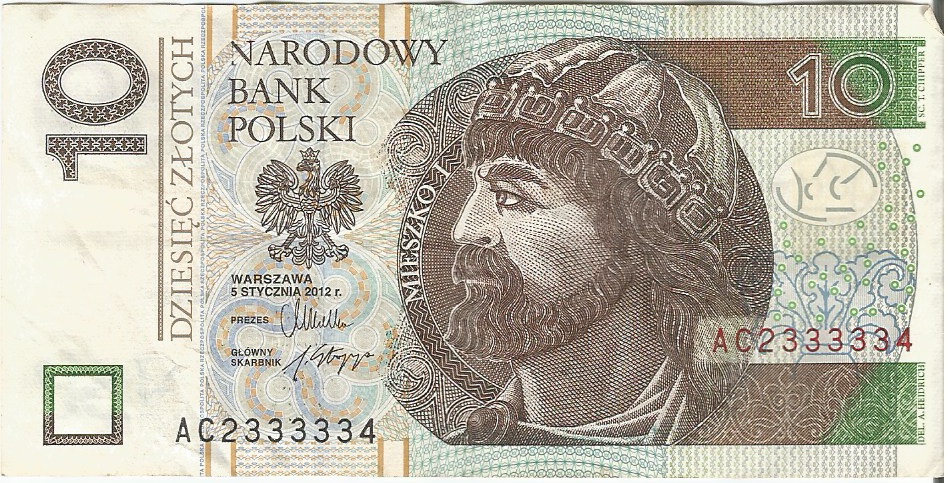 10
DZIESIĘĆ ZŁOTYCH
NARODOWY
BANK
POLSKI
WARSZAWA
5 STYCZNIA 2012 r.
PREZES
GŁÓWNY
SKARBNIK
AC2333334
MIESZKO I
10
SC. T. CHIPPER
AC2333334
DEL. A. HEIDRICH